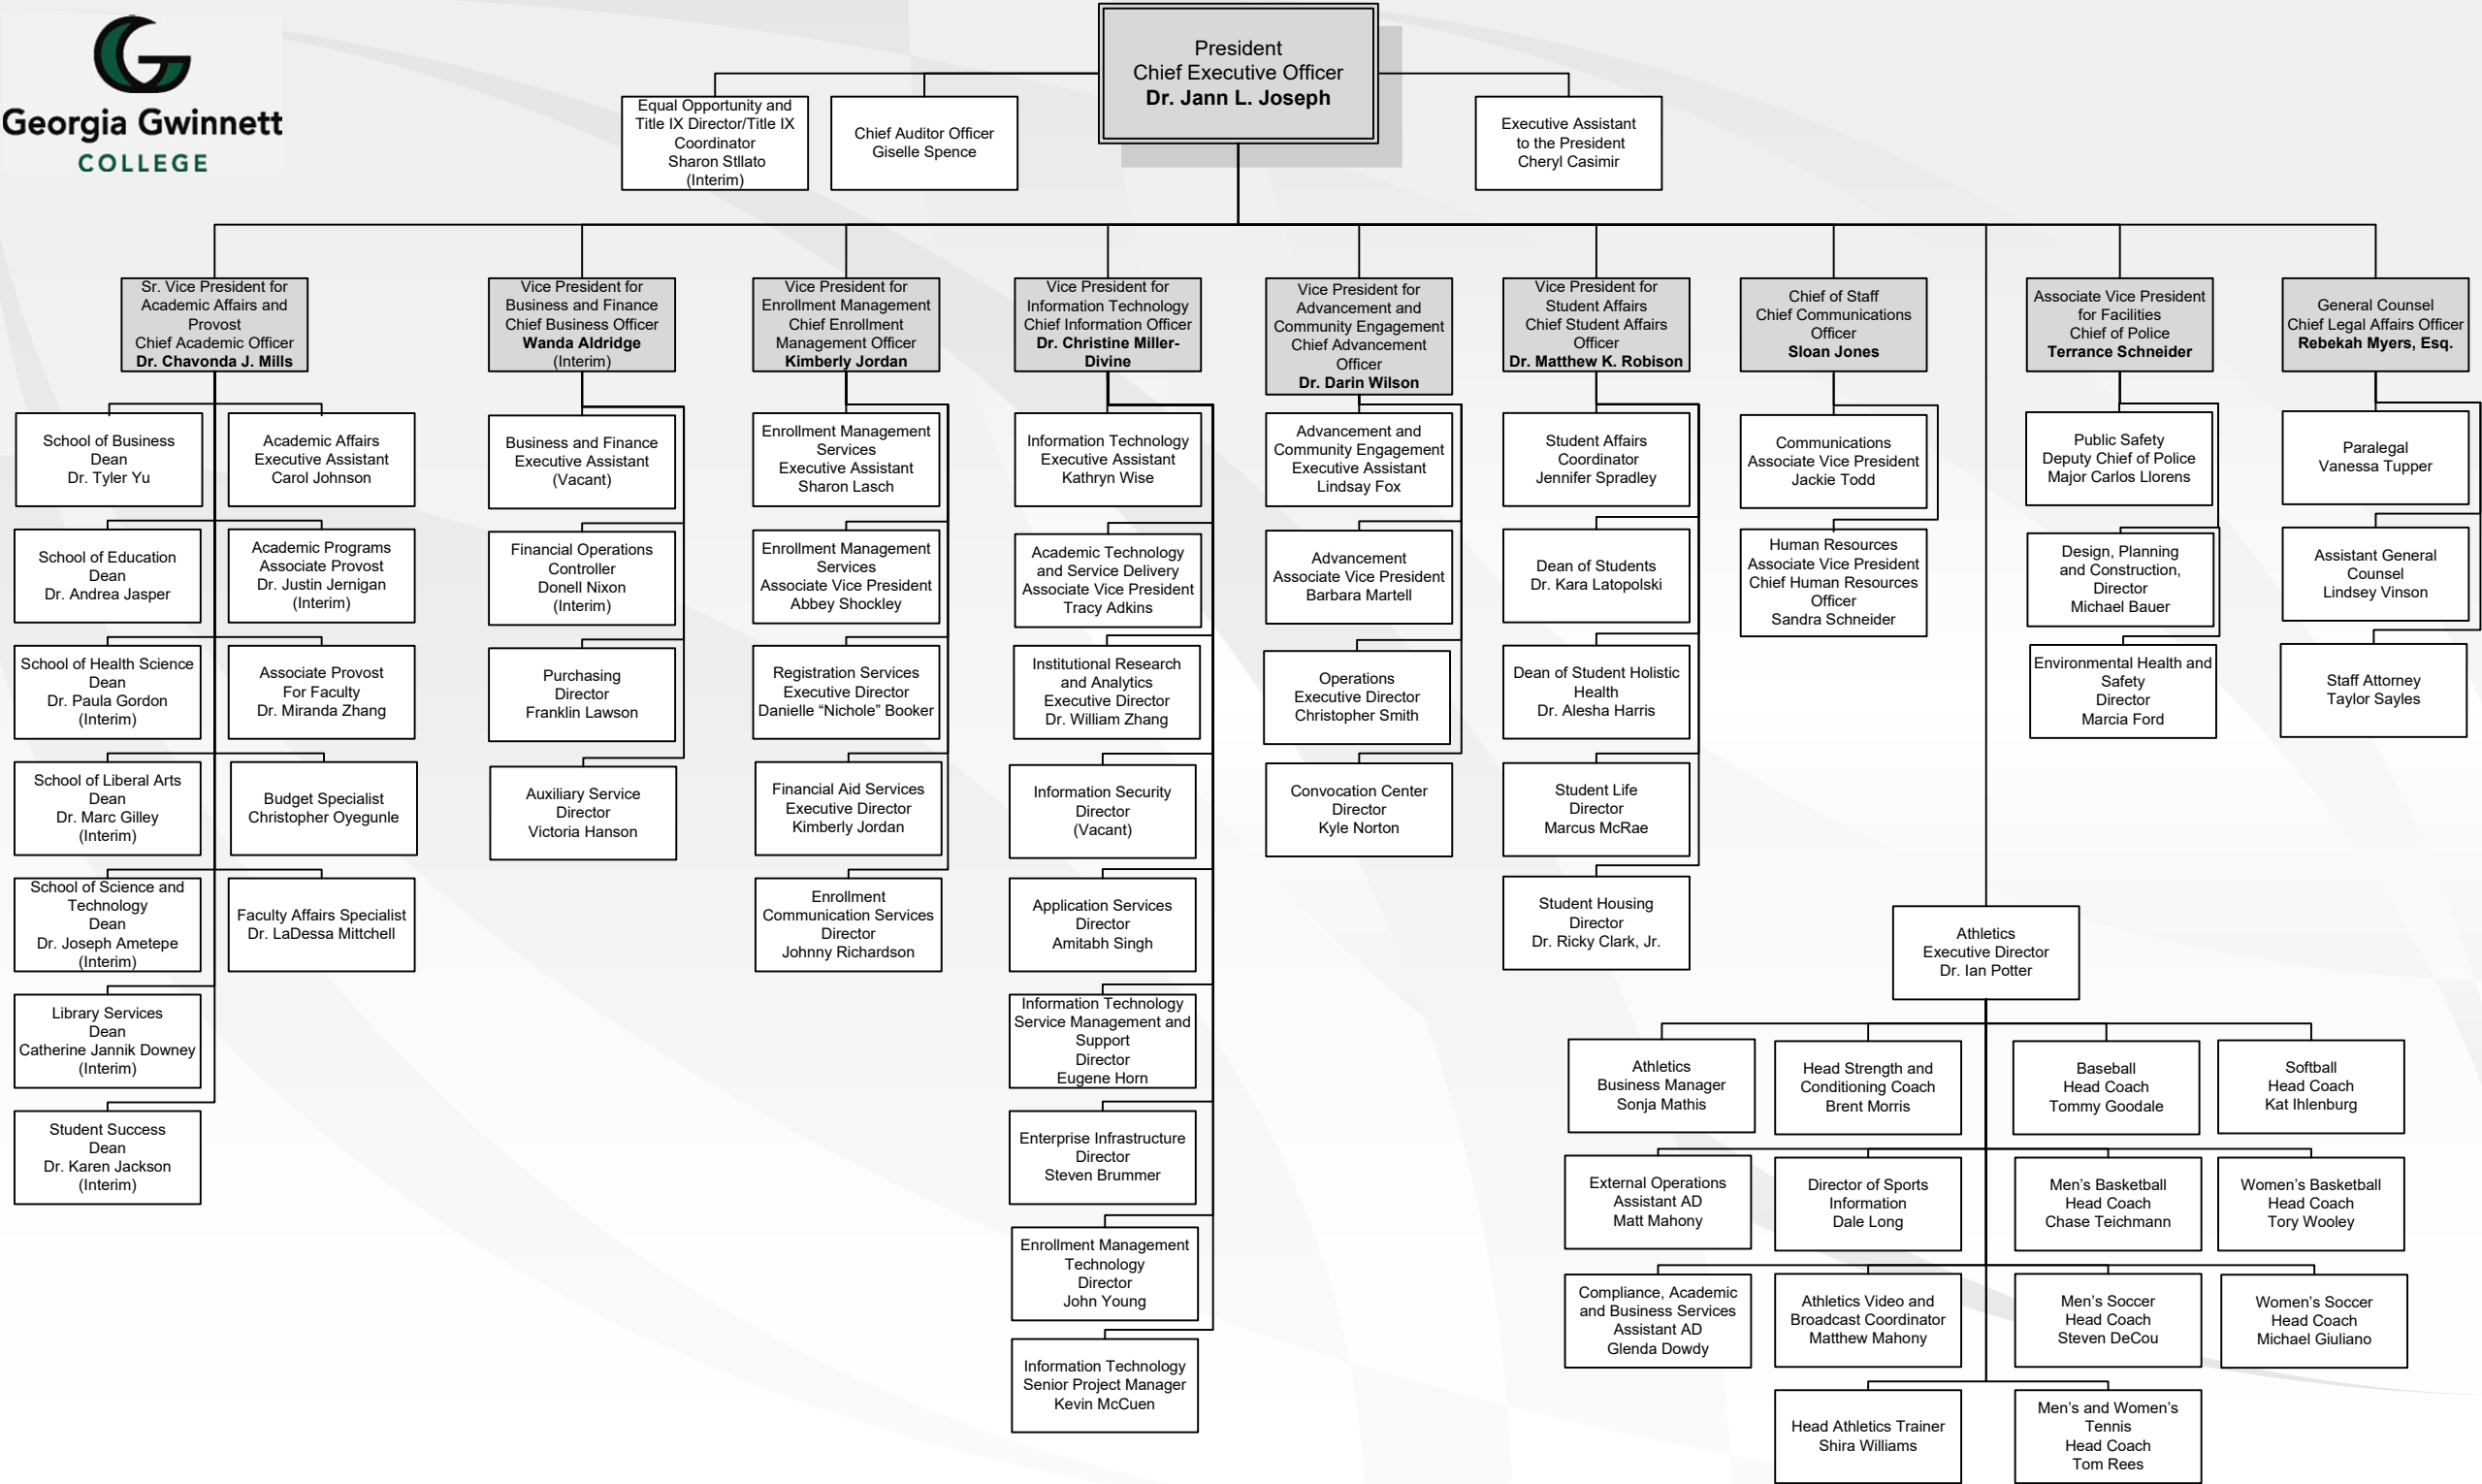 Georgia Gwinnett
COLLEGE
President
Chief Executive Officer
Dr. Jann L. Joseph
Equal Opportunity and
Title IX Director/Title IX
Coordinator
Sharon Stllato
(Interim)
Chief Auditor Officer
Giselle Spence
Executive Assistant
to the President
Cheryl Casimir
Sr. Vice President for
Academic Affairs and
Provost
Chief Academic Officer
Dr. Chavonda J. Mills
School of Business
Dean
Dr. Tyler Yu
Academic Affairs
Executive Assistant
Carol Johnson
School of Education
Dean
Dr. Andrea Jasper
Academic Programs
Associate Provost
Dr. Justin Jernigan
(Interim)
School of Health Science
Dean
Dr. Paula Gordon
(Interim)
Associate Provost
For Faculty
Dr. Miranda Zhang
School of Liberal Arts
Dean
Dr. Marc Gilley
(Interim)
Budget Specialist
Christopher Oyegunle
School of Science and
Technology
Dean
Dr. Joseph Ametepe
(Interim)
Faculty Affairs Specialist
Dr. LaDessa Mittchell
Library Services
Dean
Catherine Jannik Downey
(Interim)
Student Success
Dean
Dr. Karen Jackson
(Interim)
Vice President for
Business and Finance
Chief Business Officer
Wanda Aldridge
(Interim)
Business and Finance
Executive Assistant
(Vacant)
Financial Operations
Controller
Donell Nixon
(Interim)
Purchasing
Director
Franklin Lawson
Auxiliary Service
Director
Victoria Hanson
Vice President for
Enrollment Management
Chief Enrollment
Management Officer
Kimberly Jordan
Enrollment Management
Services
Executive Assistant
Sharon Lasch
Enrollment Management
Services
Associate Vice President
Abbey Shockley
Registration Services
Executive Director
Danielle “Nichole” Booker
Financial Aid Services
Executive Director
Kimberly Jordan
Enrollment
Communication Services
Director
Johnny Richardson
Vice President for
Information Technology
Chief Information Officer
Dr. Christine Miller-
Divine
Information Technology
Executive Assistant
Kathryn Wise
Academic Technology
and Service Delivery
Associate Vice President
Tracy Adkins
Institutional Research
and Analytics
Executive Director
Dr. William Zhang
Information Security
Director
(Vacant)
Application Services
Director
Amitabh Singh
Information Technology
Service Management and
Support
Director
Eugene Horn
Enterprise Infrastructure
Director
Steven Brummer
Enrollment Management
Technology
Director
John Young
Information Technology
Senior Project Manager
Kevin McCuen
Vice President for
Advancement and
Community Engagement
Chief Advancement
Officer
Dr. Darin Wilson
Advancement and
Community Engagement
Executive Assistant
Lindsay Fox
Advancement
Associate Vice President
Barbara Martell
Operations
Executive Director
Christopher Smith
Convocation Center
Director
Kyle Norton
Vice President for
Student Affairs
Chief Student Affairs
Officer
Dr. Matthew K. Robison
Student Affairs
Coordinator
Jennifer Spradley
Dean of Students
Dr. Kara Latopolski
Dean of Student Holistic
Health
Dr. Alesha Harris
Student Life
Director
Marcus McRae
Student Housing
Director
Dr. Ricky Clark, Jr.
Chief of Staff
Chief Communications
Officer
Sloan Jones
Communications
Associate Vice President
Jackie Todd
Human Resources
Associate Vice President
Chief Human Resources
Officer
Sandra Schneider
Associate Vice President
for Facilities
Chief of Police
Terrance Schneider
Public Safety
Deputy Chief of Police
Major Carlos Llorens
Design, Planning
and Construction,
Director
Michael Bauer
Environmental Health and
Safety
Director
Marcia Ford
General Counsel
Chief Legal Affairs Officer
Rebekah Myers, Esq.
Paralegal
Vanessa Tupper
Assistant General
Counsel
Lindsey Vinson
Staff Attorney
Taylor Sayles
Athletics
Executive Director
Dr. Ian Potter
Athletics
Business Manager
Sonja Mathis
Head Strength and
Conditioning Coach
Brent Morris
Baseball
Head Coach
Tommy Goodale
Softball
Head Coach
Kat Ihlenburg
External Operations
Assistant AD
Matt Mahony
Director of Sports
Information
Dale Long
Men’s Basketball
Head Coach
Chase Teichmann
Women’s Basketball
Head Coach
Tory Wooley
Compliance, Academic
and Business Services
Assistant AD
Glenda Dowdy
Athletics Video and
Broadcast Coordinator
Matthew Mahony
Men’s Soccer
Head Coach
Steven DeCou
Women’s Soccer
Head Coach
Michael Giuliano
Head Athletics Trainer
Shira Williams
Men’s and Women’s
Tennis
Head Coach
Tom Rees